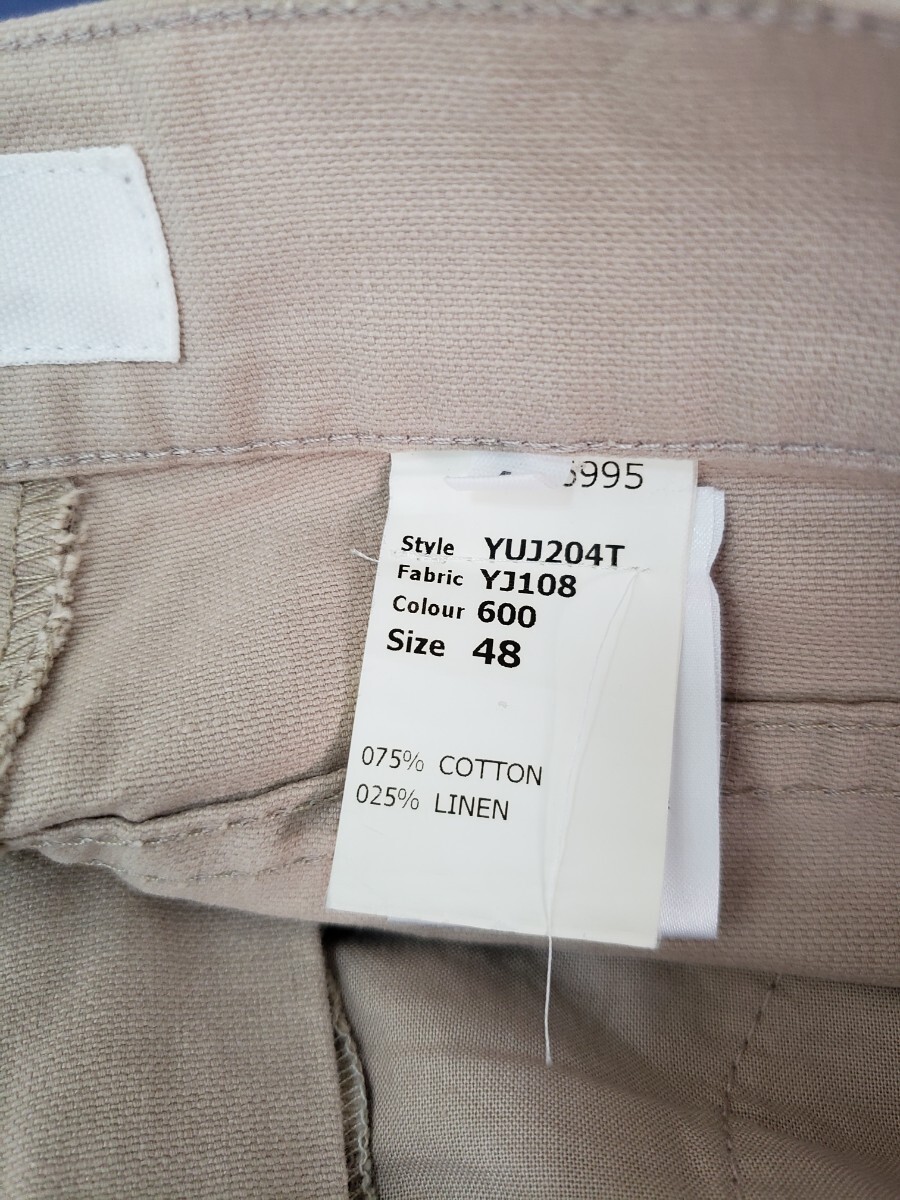 995
Style YUJ204T
Fabric YJ108
Colour 600
Size 48
075% COTTON
025% LINEN